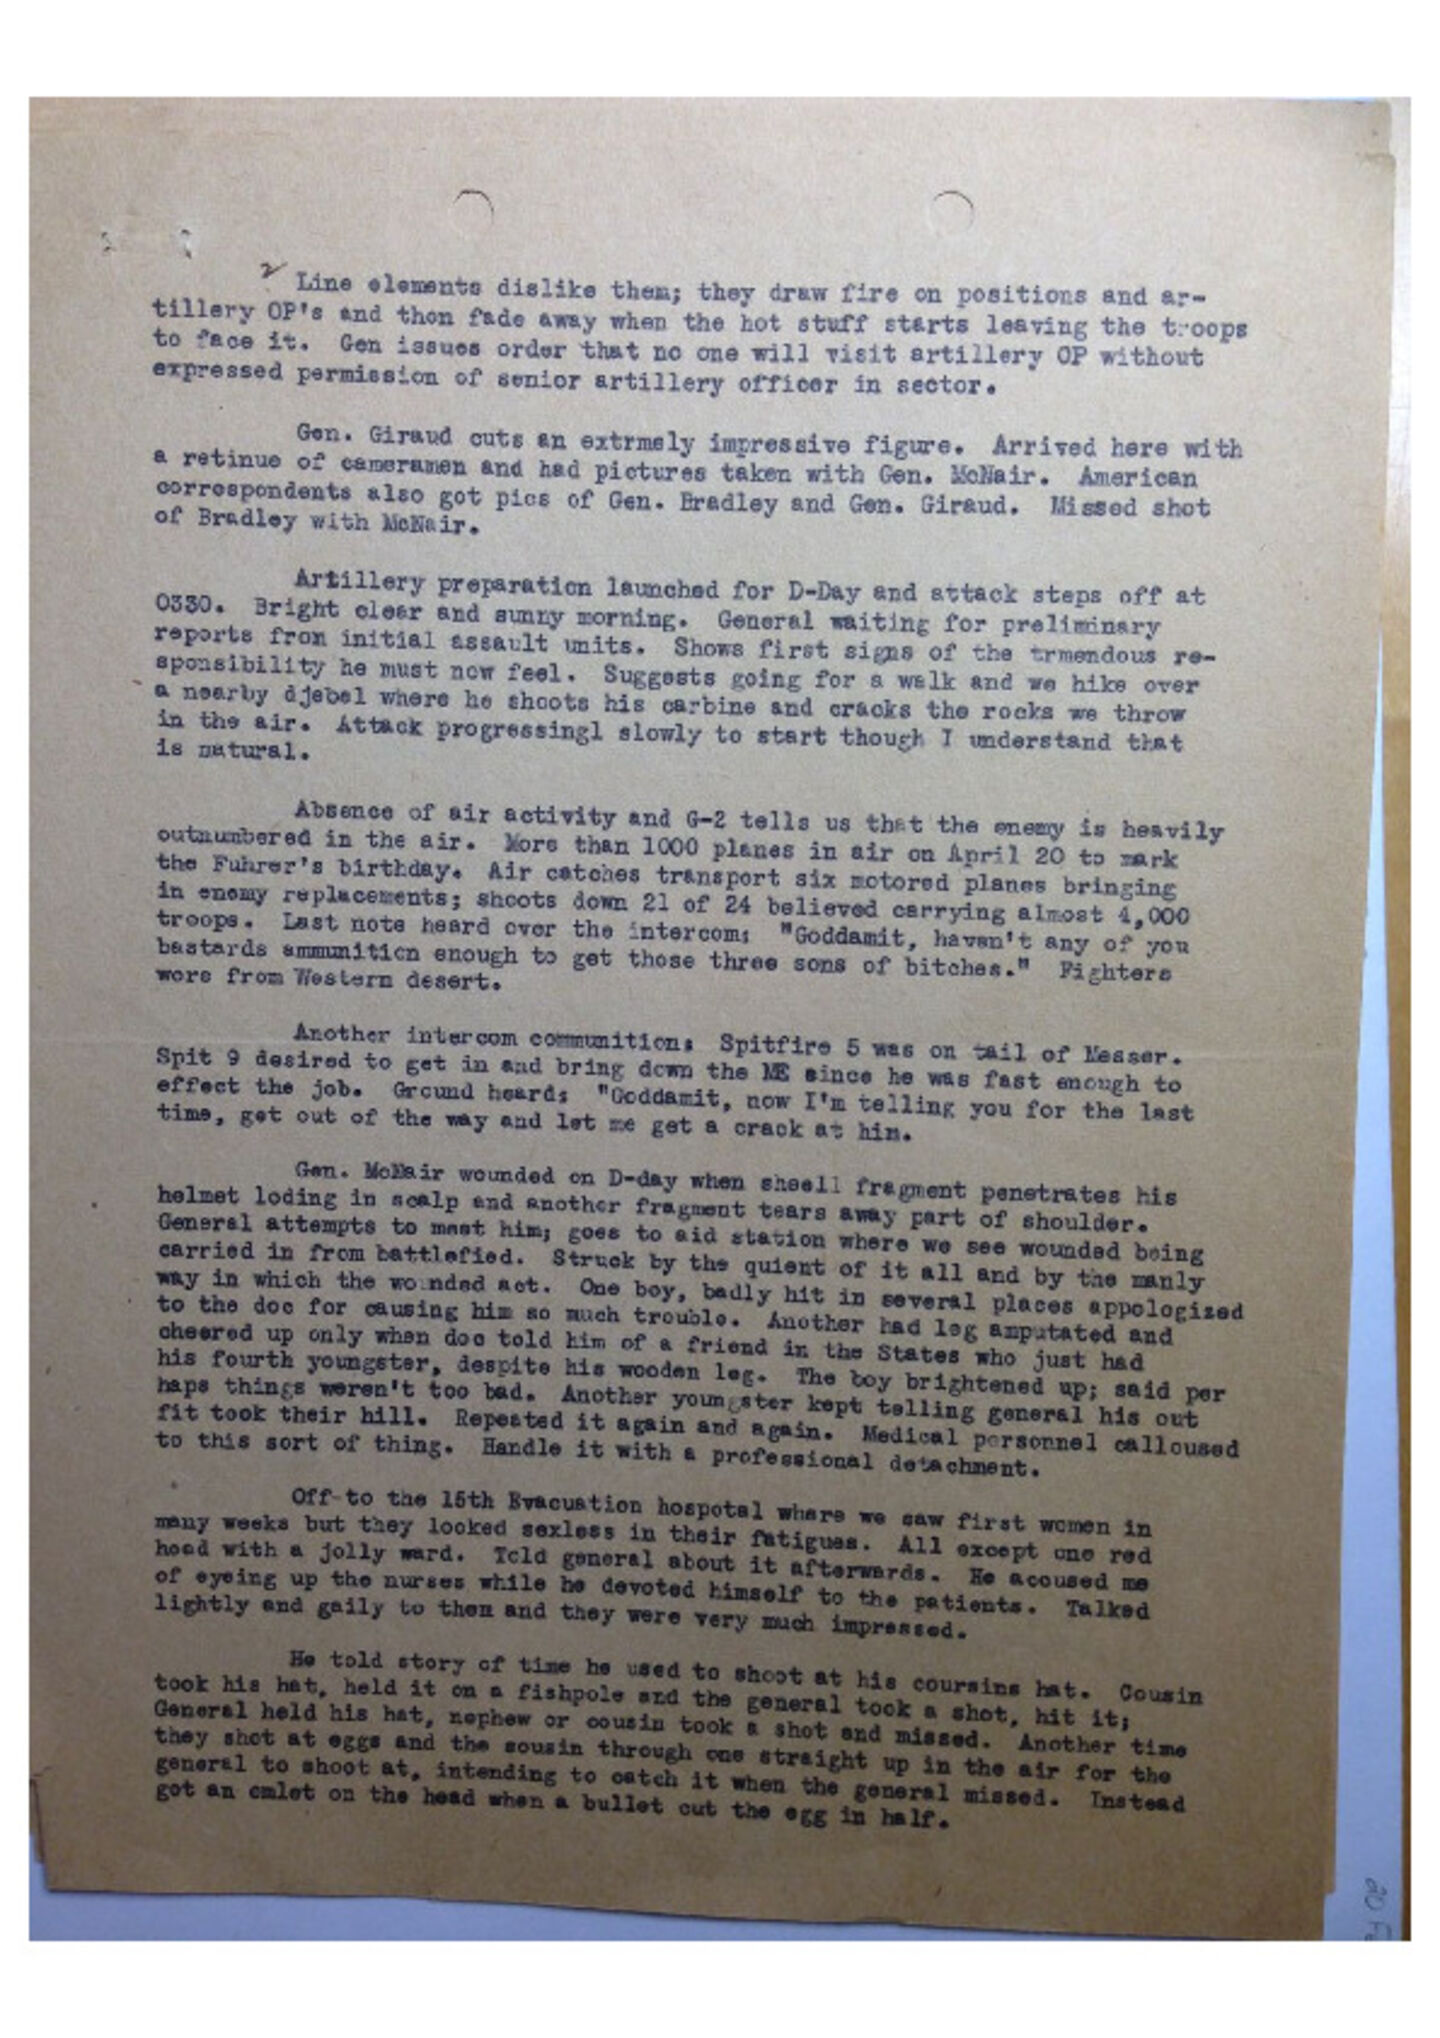 2
Line elements dislike them; they draw fire on positions and ar-
tillery OP's and then fade away when the hot stuff starts leaving the troops
to face it. Gen issues order that no one will visit artillery OP without
expressed permission of senior artillery officer in sector.
Gen. Giraud cuts an extrmely impressive figure. Arrived here with
a retinue of cameramen and had pictures taken with Gen. McNair. American
correspondents also got pics of Gen. Bradley and Gen. Giraud. Missed shot
of Bradley with McNair.
Artillery preparation launched for D-Day and attack steps off at
0330. Bright clear and sunny morning. General waiting for preliminary
reports from initial assault units. Shows first signs of the trmendous re-
sponsibility he must now feel. Suggests going for a walk and we hike over
a nearby djebel where he shoots his carbine and cracks the rocks we throw
in the air. Attack progressingl slowly to start though I understand that
is natural.
Absence of air activity and G-2 tells us that the enemy is heavily
outnumbered in the air. More than 1000 planes in air on April 20 to mark
the Fuhrer's birthday. Air catches transport six motored planes bringing
in enemy replacements; shoots down 21 of 24 believed carrying almost 4,000
troops. Last note heard over the intercom: "Goddamit, haven't any of you
bastards ammunition enough to get those three sons of bitches." Fighters
were from Western desert.
Another intercom communition: Spitfire 5 was on tail of Messer.
Spit 9 desired to get in and bring down the ME since he was fast enough to
effect the job. Ground heard: "Goddamit, now I'm telling you for the last
time, get out of the way and let me get a crack at him.
Gen. McNair wounded on D-day when sheell fragment penetrates his
helmet loding in scalp and another fragment tears away part of shoulder.
General attempts to meet him; goes to aid station where we see wounded being
carried in from battlefied. Struck by the quient of it all and by the manly
way in which the wounded act. One boy, badly hit in several places appologized
to the doc for causing him so much trouble. Another had leg amputated and
cheered up only when doc told him of a friend in the States who just had
his fourth youngster, despite his wooden leg. The boy brightened up; said per
haps things weren't too bad. Another youngster kept telling general his out
fit took their hill. Repeated it again and again. Medical personnel calloused
to this sort of thing. Handle it with a professional detachment.
Off to the 15th Evacuation hospotal where we saw first women in
many weeks but they looked sexless in their fatigues. All except one red
head with a jolly ward. Told general about it afterwards. He acoused me
of eyeing up the nurses while he devoted himself to the patients. Talked
lightly and gaily to them and they were very much impressed.
He told story of time he used to shoot at his coursins hat. Cousin
took his hat, held it on a fishpole and the general took a shot, hit it;
General held his hat, nephew or cousin took a shot and missed. Another time
they shot at eggs and the sousin through one straight up in the air for the
general to shoot at, intending to catch it when the general missed. Instead
got an omlet on the head when a bullet cut the egg in half.
20